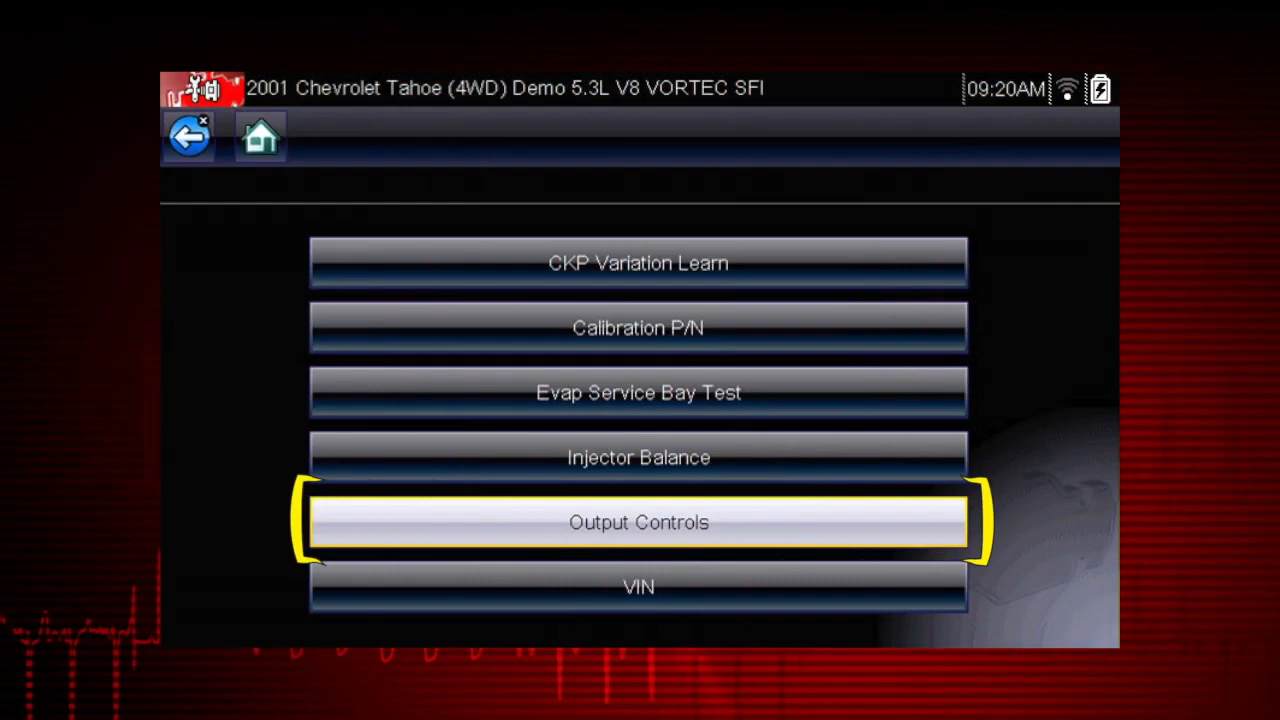 2001 Chevrolet Tahoe (4WD) Demo 5.3L V8 VORTEC SFI 09:20AM
CKP Variation Learn
Calibration P/N
Evap Service Bay Test
Injector Balance
Output Controls
VIN